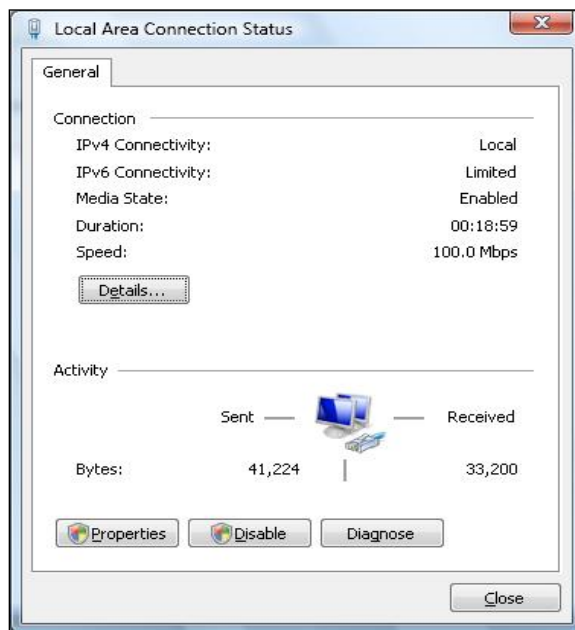 Local Area Connection Status
General
Connection
IPv4 Connectivity: Local
IPv6 Connectivity: Limited
Media State: Enabled
Duration: 00:18:59
Speed: 100.0 Mbps
Details...
Activity
Sent Received
Bytes: 41,224 33,200
Properties Disable Diagnose
Close